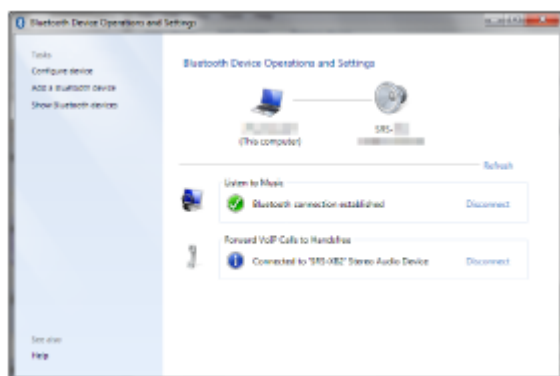 Bluetooth Device Operations and Settings
Tasks
Configure device
Add a Bluetooth device
Show Bluetooth devices
See also
Help
Bluetooth Device Operations and Settings
(This computer)
SRS-
Refresh
Listen to Music
Bluetooth connection established Disconnect
Forward VoIP Calls to Handsfree
Connected to "SRS-XB2" Stereo Audio Device Disconnect